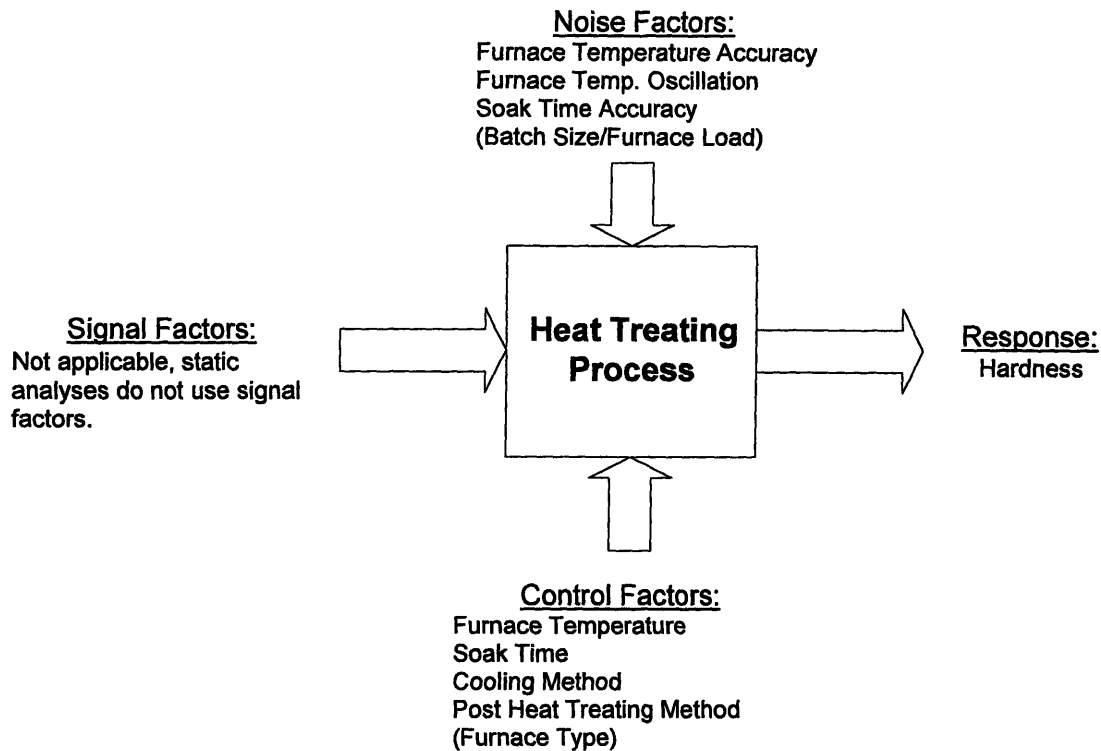 Noise Factors:
Furnace Temperature Accuracy
Furnace Temp. Oscillation
Soak Time Accuracy
(Batch Size/Furnace Load)
Signal Factors:
Not applicable, static
analyses do not use signal
factors.
Heat Treating
Process
Response:
Hardness
Control Factors:
Furnace Temperature
Soak Time
Cooling Method
Post Heat Treating Method
(Furnace Type)